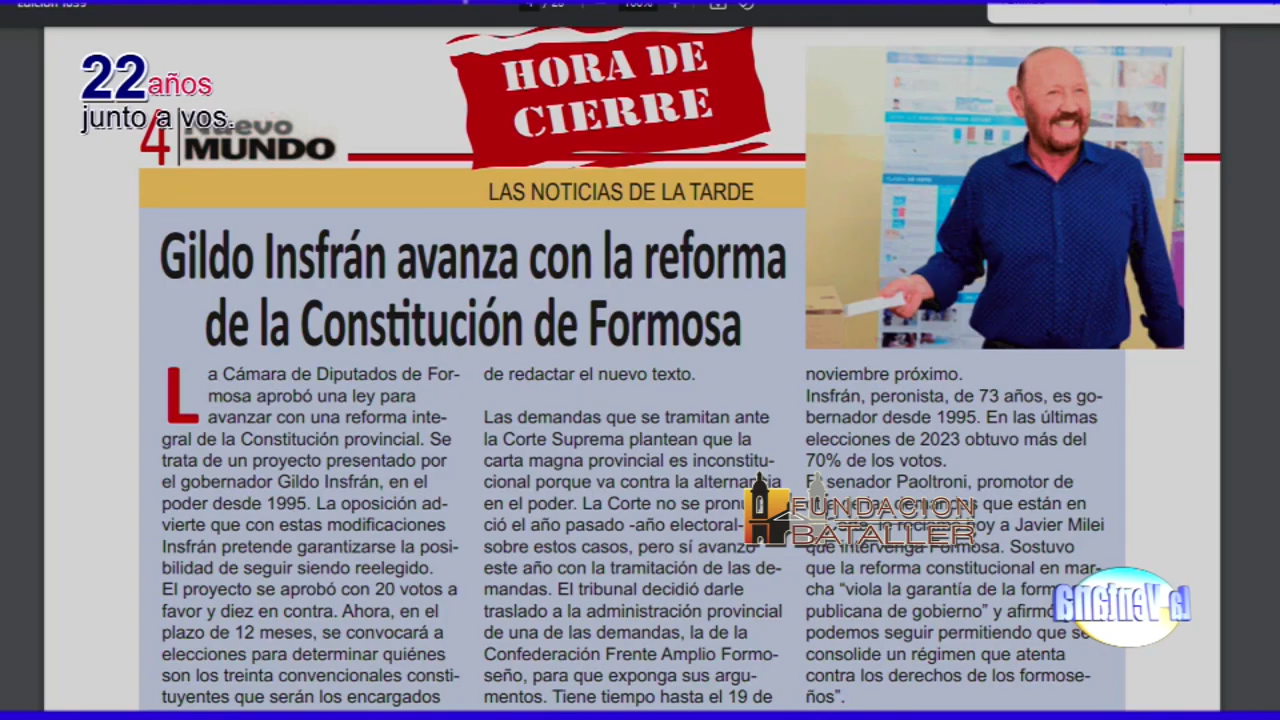 Edición 1059
22 años
junto a vos.
4 Nuevo
MUNDO
HORA DE
CIERRE
LAS NOTICIAS DE LA TARDE
Gildo Insfrán avanza con la reforma
de la Constitución de Formosa
La Cámara de Diputados de For-
mosa aprobó una ley para
avanzar con una reforma inte-
gral de la Constitución provincial. Se
trata de un proyecto presentado por
el gobernador Gildo Insfrán, en el
poder desde 1995. La oposición ad-
vierte que con estas modificaciones
Insfrán pretende garantizarse la posi-
bilidad de seguir siendo reelegido.
El proyecto se aprobó con 20 votos a
favor y diez en contra. Ahora, en el
plazo de 12 meses, se convocará a
elecciones para determinar quiénes
son los treinta convencionales consti-
tuyentes que serán los encargados
de redactar el nuevo texto.
Las demandas que se tramitan ante
la Corte Suprema plantean que la
carta magna provincial es inconstitu-
cional porque va contra la alternancia
en el poder. La Corte no se pronun-
ció el año pasado -año electoral-
sobre estos casos, pero sí avanzó
este año con la tramitación de las de-
mandas. El tribunal decidió darle
traslado a la administración provincial
de una de las demandas, la de la
Confederación Frente Amplio Formo-
seño, para que exponga sus argu-
mentos. Tiene tiempo hasta el 19 de
noviembre próximo.
Insfrán, peronista, de 73 años, es go-
bernador desde 1995. En las últimas
elecciones de 2023 obtuvo más del
70% de los votos.
El senador Paoltroni, promotor de
que están en
hoy a Javier Milei
que intervenga Formosa. Sostuvo
que la reforma constitucional en mar-
cha “viola la garantía de la forma
publicana de gobierno” y afirmó
podemos seguir permitiendo que se
consolide un régimen que atenta
contra los derechos de los formose-
ños”.
FUNDACION
BATALLER
la-Ventana